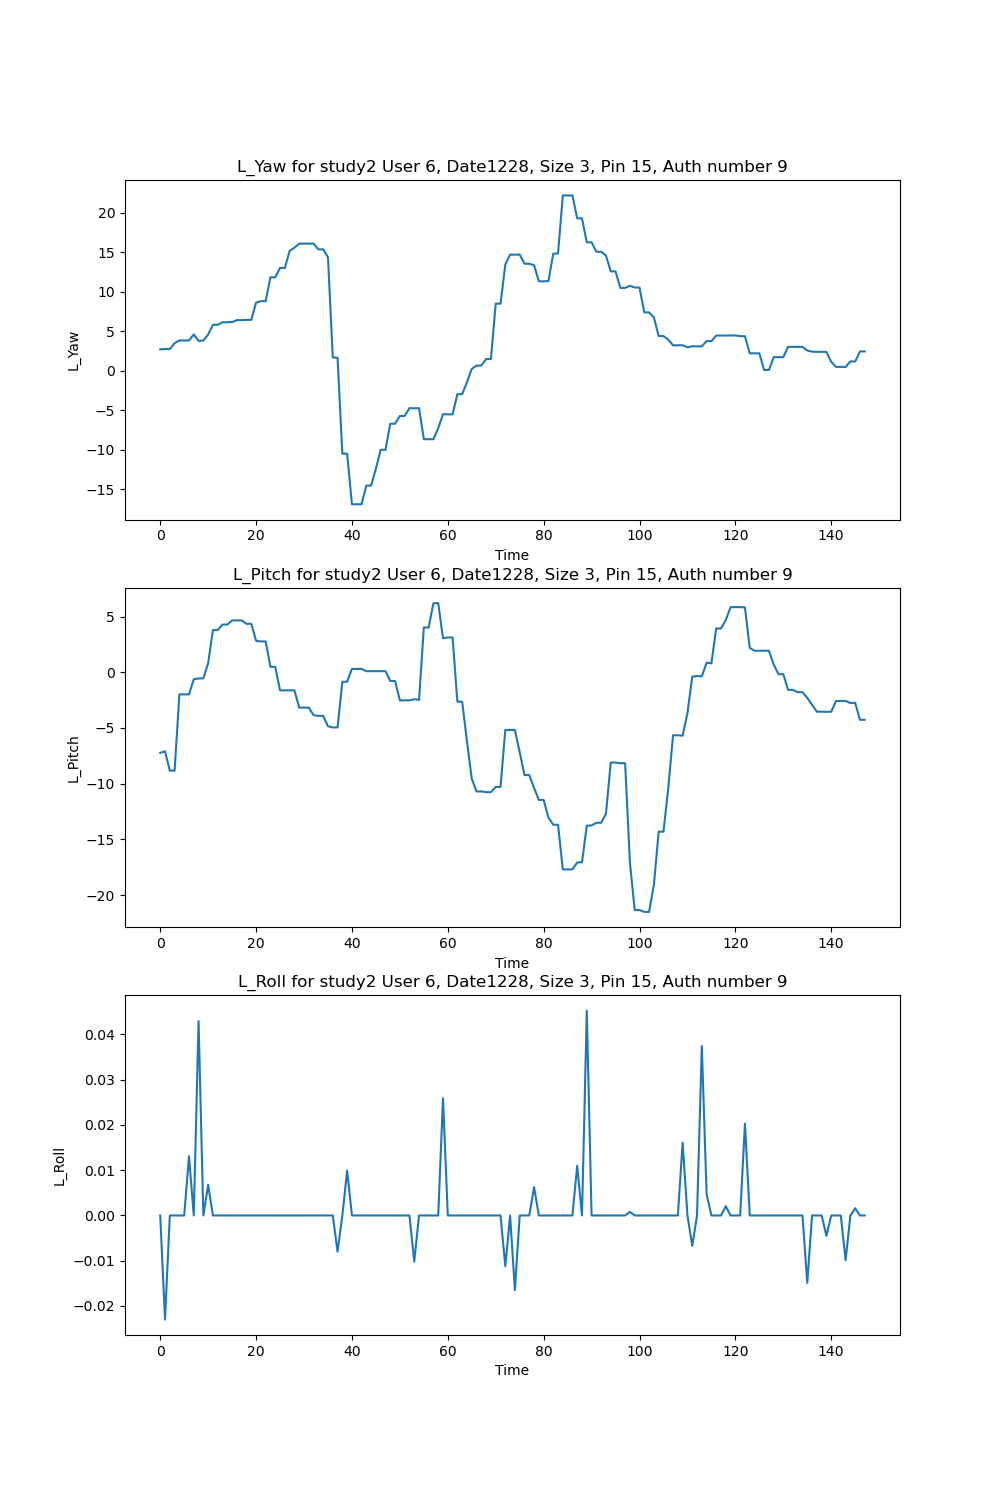 L_Yaw for study2 User 6, Date1228, Size 3, Pin 15, Auth number 9
20
15
10
5
0
−5
−10
−15
L_Yaw
0 20 40 60 80 100 120 140
Time
L_Pitch for study2 User 6, Date1228, Size 3, Pin 15, Auth number 9
5
0
−5
−10
−15
−20
L_Pitch
0 20 40 60 80 100 120 140
Time
L_Roll for study2 User 6, Date1228, Size 3, Pin 15, Auth number 9
0.04
0.03
0.02
0.01
0.00
−0.01
−0.02
L_Roll
0 20 40 60 80 100 120 140
Time